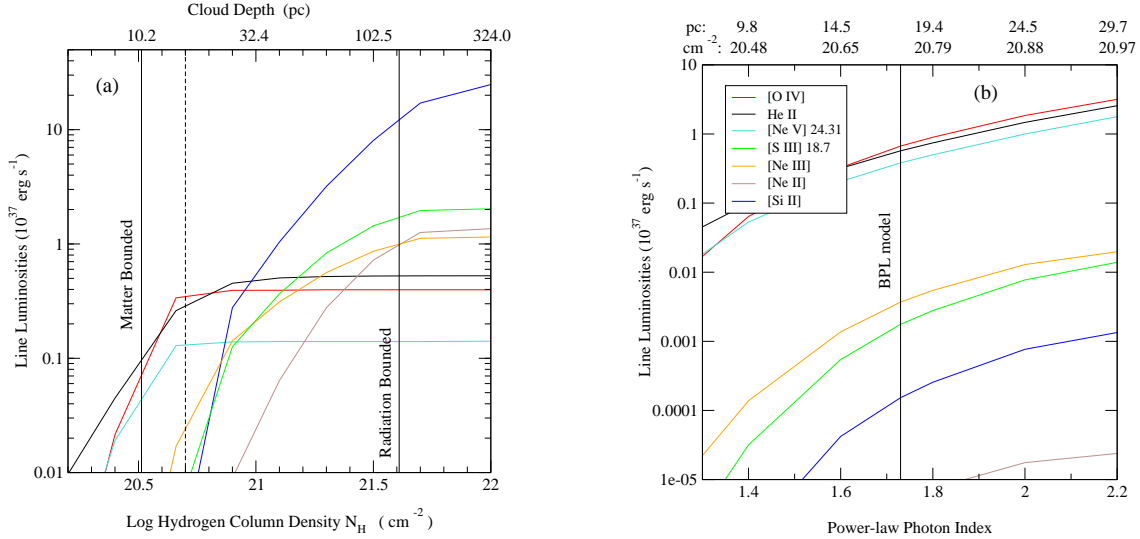 Cloud Depth (pc)
10.2 32.4 102.5 324.0
(a)
10
1
0.1
0.01
Line Luminosities (10^37 erg s^-1)
Matter Bounded
Radiation Bounded
20.5 21 21.5 22
Log Hydrogen Column Density N_H (cm^-2)
pc: 9.8 14.5 19.4 24.5 29.7
cm^-2: 20.48 20.65 20.79 20.88 20.97
(b)
10
1
0.1
0.01
0.001
0.0001
1e-05
Line Luminosities (10^37 erg s^-1)
[O IV]
He II
[Ne V] 24.31
[S III] 18.7
[Ne III]
[Ne II]
[Si II]
BPL model
1.4 1.6 1.8 2 2.2
Power-law Photon Index